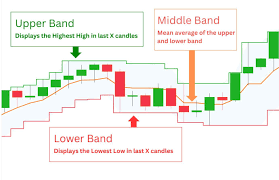 Upper Band
Displays the Highest High in last X candles
Middle Band
Mean average of the upper
and lower band
Lower Band
Displays the Lowest Low in last X candles